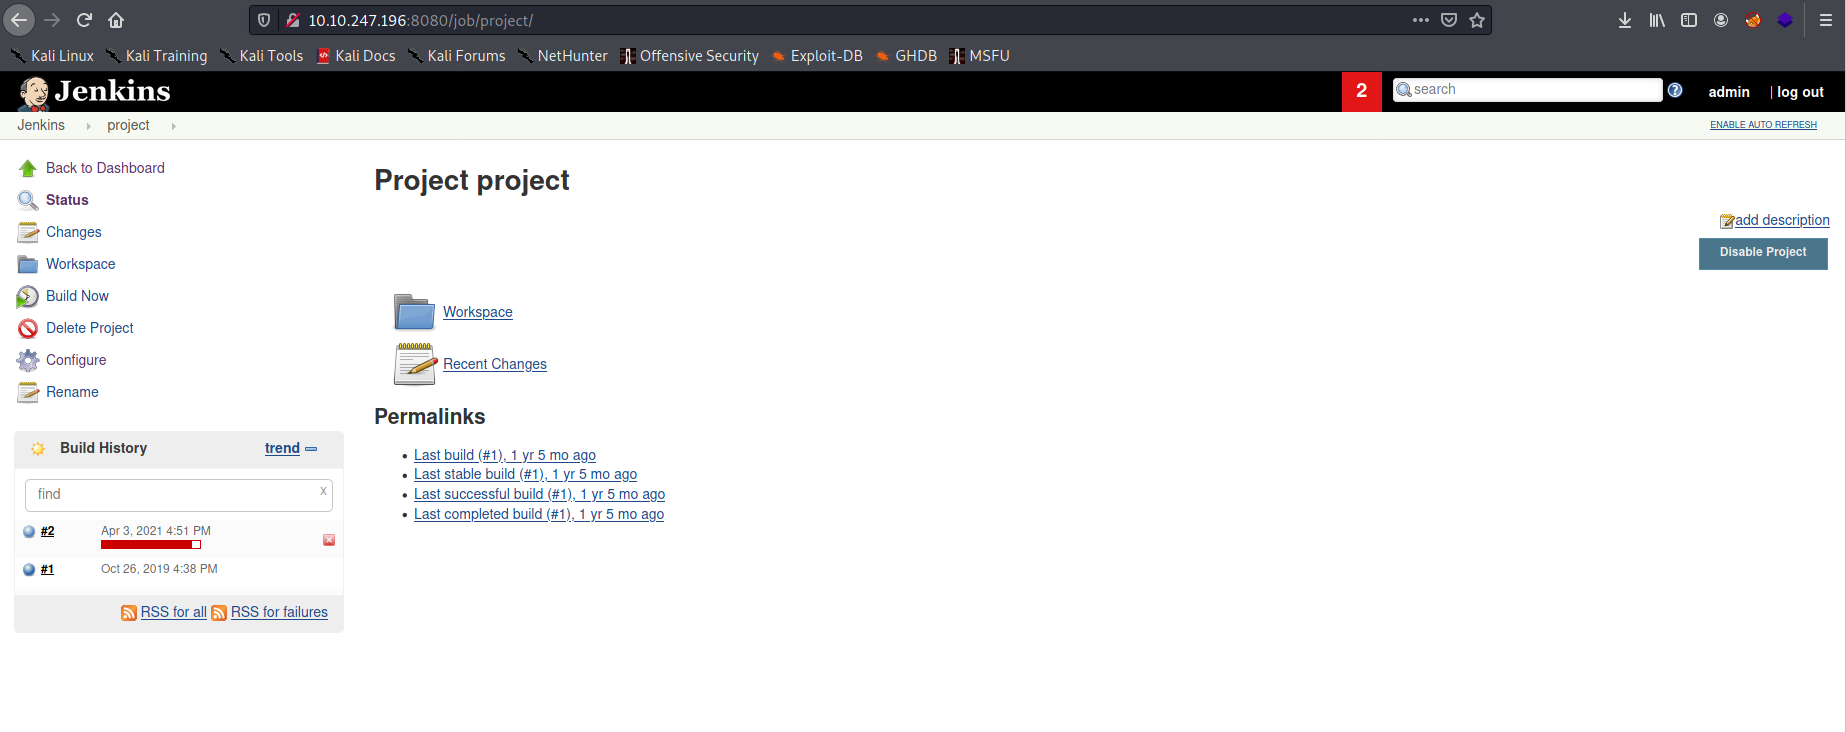 10.10.247.196:8080/job/project/
Kali Linux Kali Training Kali Tools Kali Docs Kali Forums NetHunter Offensive Security Exploit-DB GHDB MSFU
Jenkins 2 search ? admin | log out
Jenkins project ENABLE AUTO REFRESH
Back to Dashboard
Status
Changes
Workspace
Build Now
Delete Project
Configure
Rename
Build History trend
find X
#2 Apr 3, 2021 4:51 PM
#1 Oct 26, 2019 4:38 PM
RSS for all RSS for failures
Project project
add description
Disable Project
Workspace
Recent Changes
Permalinks
• Last build (#1), 1 yr 5 mo ago
• Last stable build (#1), 1 yr 5 mo ago
• Last successful build (#1), 1 yr 5 mo ago
• Last completed build (#1), 1 yr 5 mo ago